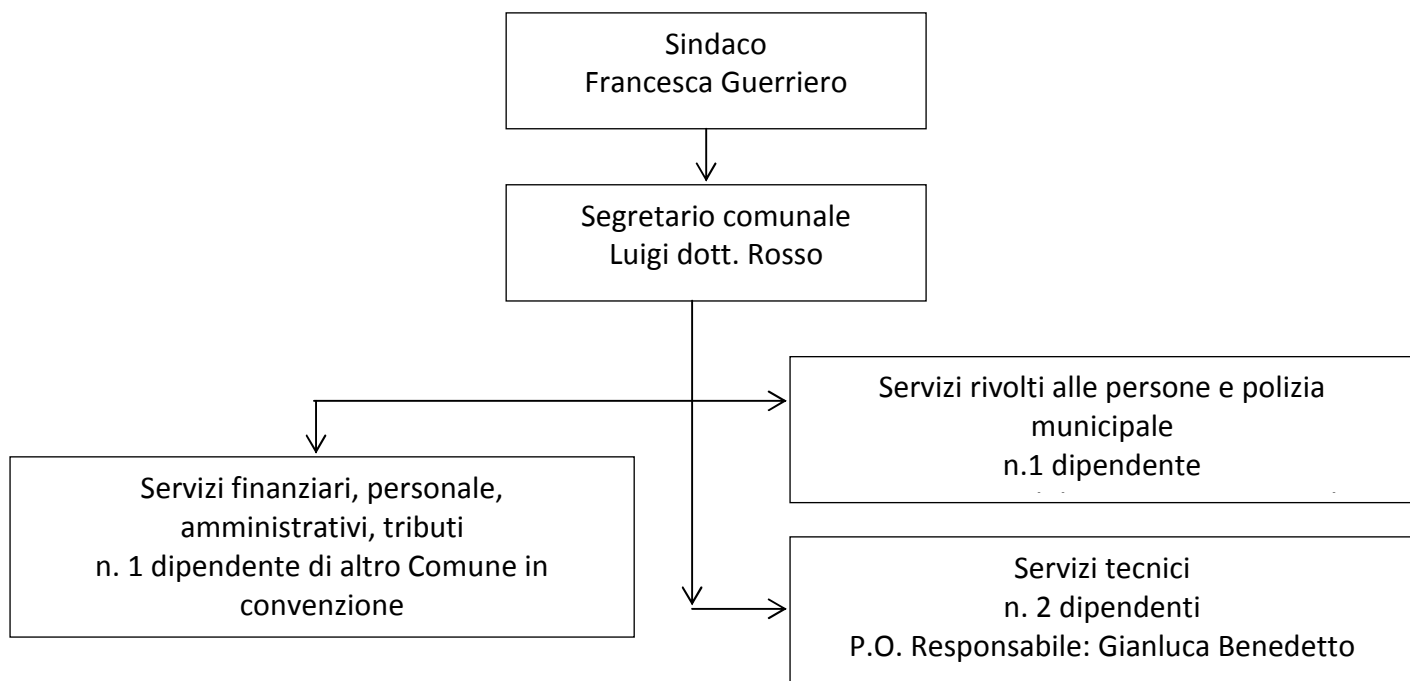 Sindaco
Francesca Guerriero
Segretario comunale
Luigi dott. Rosso
Servizi rivolti alle persone e polizia
municipale
n.1 dipendente
Servizi finanziari, personale,
amministrativi, tributi
n. 1 dipendente di altro Comune in
convenzione
Servizi tecnici
n. 2 dipendenti
P.O. Responsabile: Gianluca Benedetto